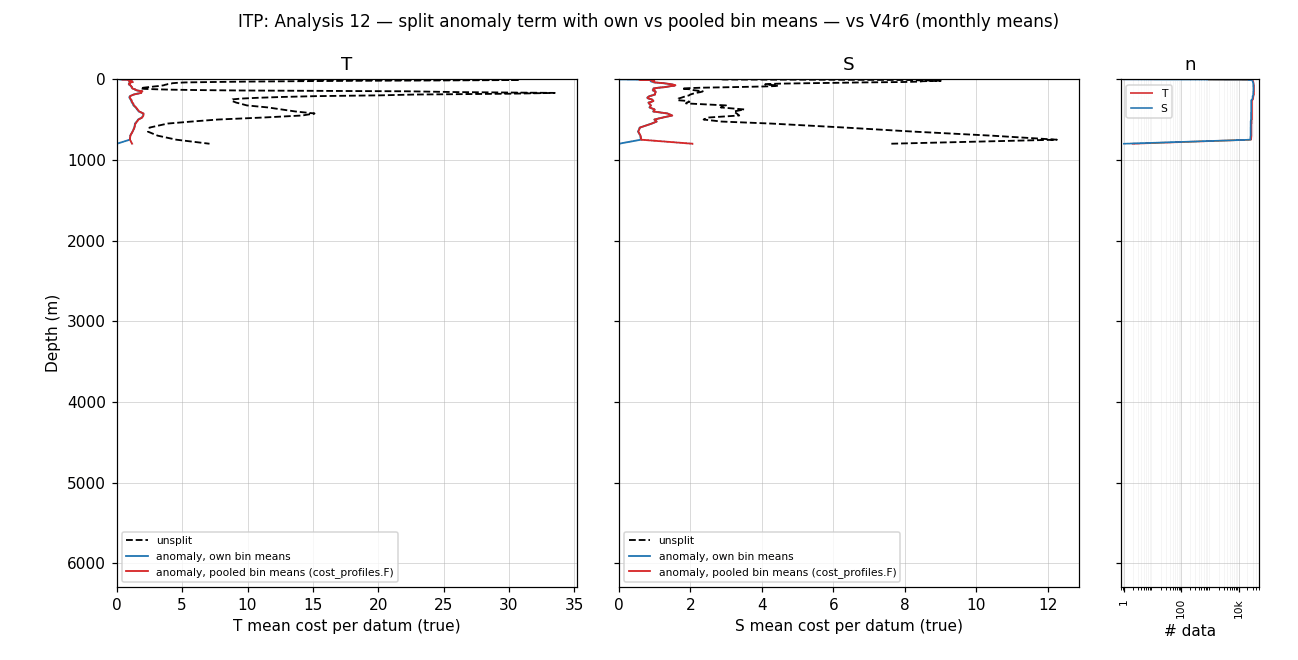 ITP: Analysis 12 — split anomaly term with own vs pooled bin means — vs V4r6 (monthly means)
T
S
n
0
1000
2000
3000
4000
5000
6000
Depth (m)
unsplit
anomaly, own bin means
anomaly, pooled bin means (cost_profiles.F)
0 5 10 15 20 25 30 35
T mean cost per datum (true)
unsplit
anomaly, own bin means
anomaly, pooled bin means (cost_profiles.F)
0 2 4 6 8 10 12
S mean cost per datum (true)
T
S
1 100 10k
# data